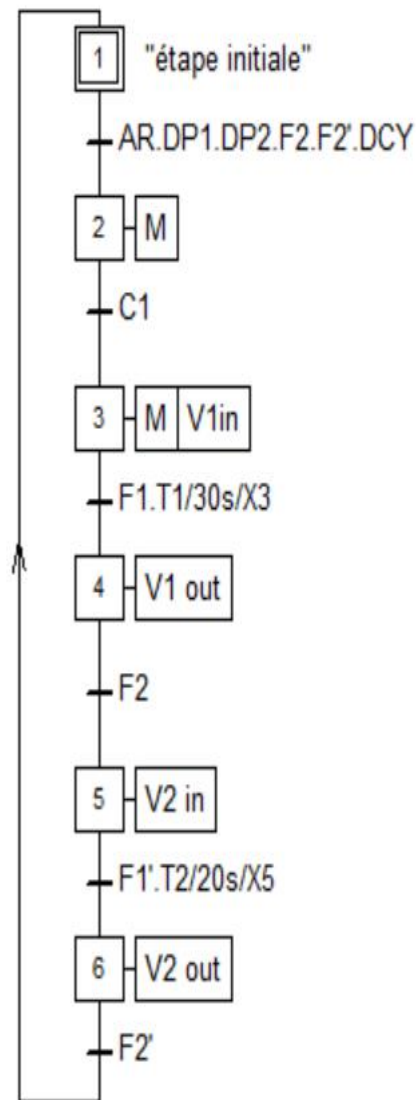 1 "étape initiale"
AR.DP1.DP2.F2.F2'.DCY
2 M
C1
3 M V1in
F1.T1/30s/X3
4 V1 out
F2
5 V2 in
F1'.T2/20s/X5
6 V2 out
F2'